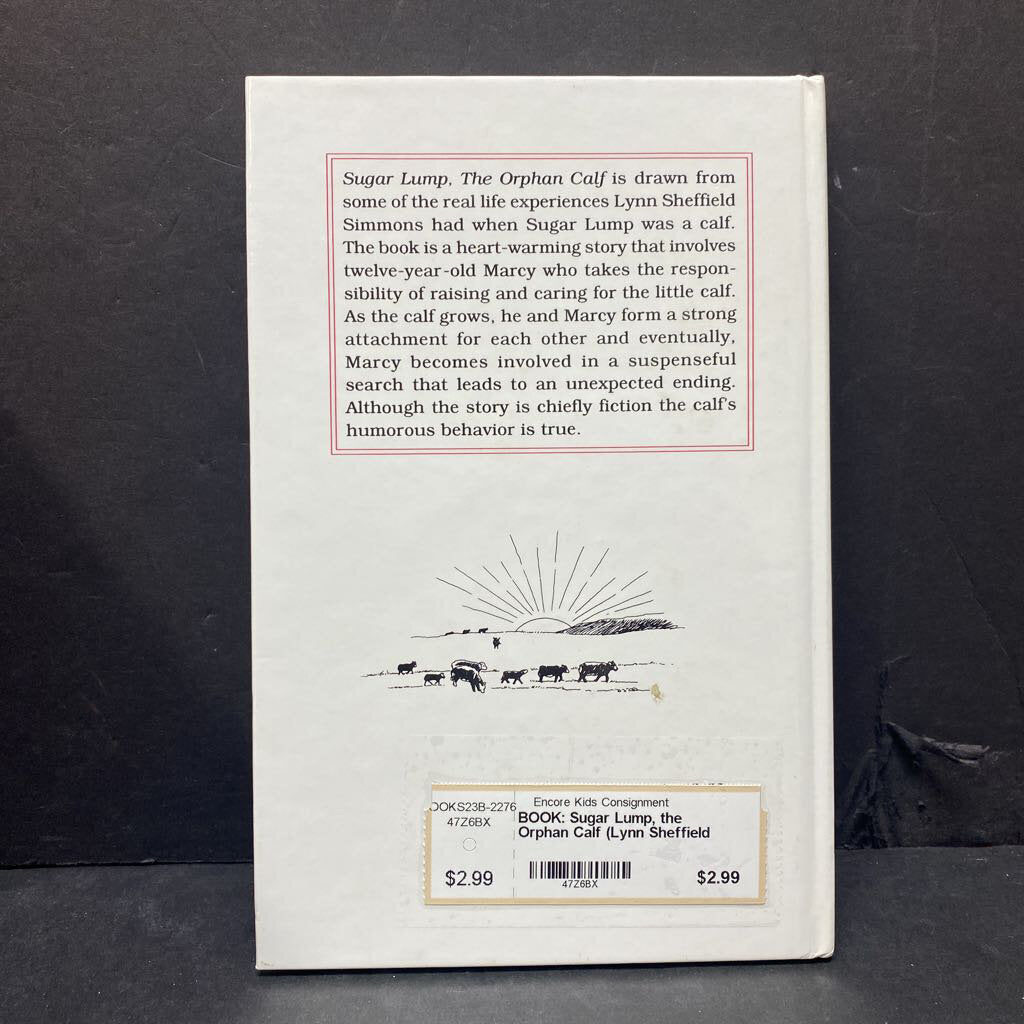 Sugar Lump, The Orphan Calf is drawn from
some of the real life experiences Lynn Sheffield
Simmons had when Sugar Lump was a calf.
The book is a heart-warming story that involves
twelve-year-old Marcy who takes the respon-
sibility of raising and caring for the little calf.
As the calf grows, he and Marcy form a strong
attachment for each other and eventually,
Marcy becomes involved in a suspenseful
search that leads to an unexpected ending.
Although the story is chiefly fiction the calf's
humorous behavior is true.
OOKS23B-2276
47Z6BX
$2.99
Encore Kids Consignment
BOOK: Sugar Lump, the
Orphan Calf (Lynn Sheffield
47Z6BX
$2.99